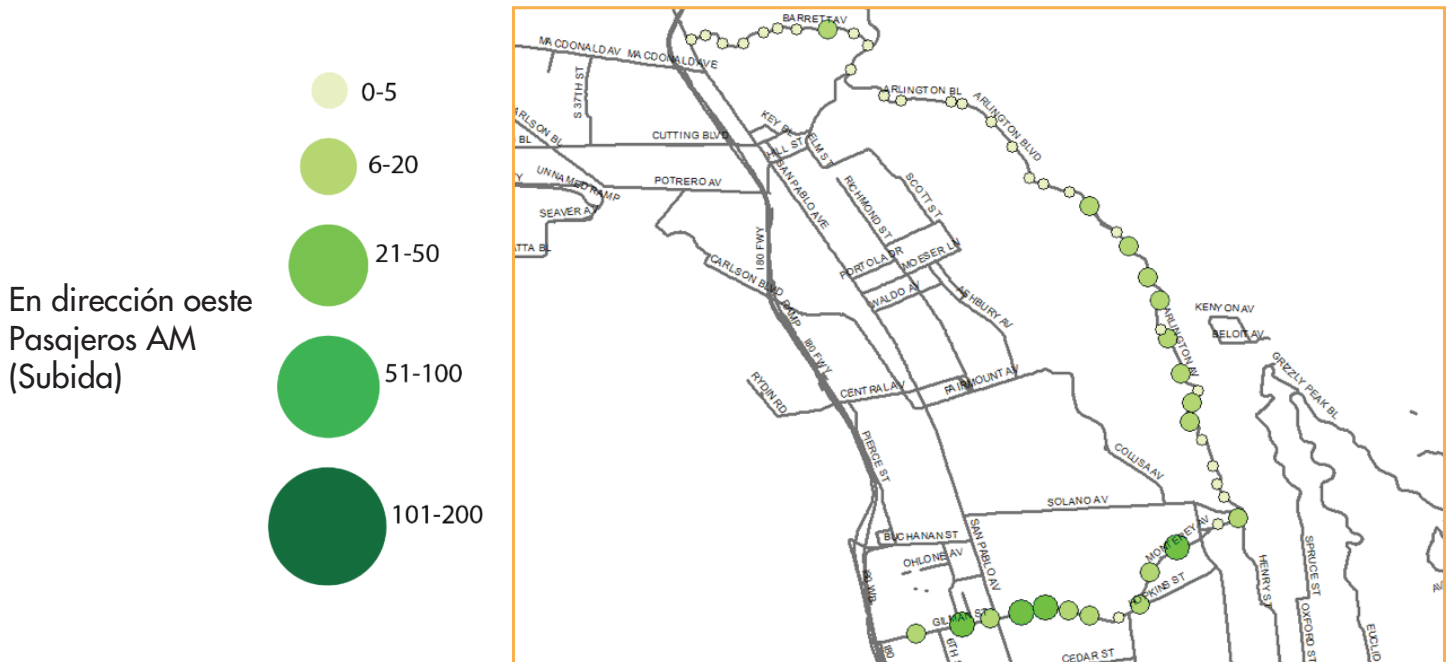 En dirección oeste
Pasajeros AM
(Subida)
0-5
6-20
21-50
51-100
101-200
BARRETT AV
MACDONALD AV
MACDONALD AVE
S 37TH ST
ARLINGTON BL
ARLINGTON BLVD
KEY BL
HILL ST
ELM ST
CUTTING BLVD
BL
UNNAMED RAMP
POTRERO AV
SEAVER AV
SAN PABLO AVE
RICHMOND ST
SCOTT ST
I80 FWY
CARLSON BLVD
RAMP
PORTOLA DR
MOESER LN
WALDO AV
ASHBURY AV
KENYON AV
BELOIT AV
ARLINGTON AV
GRIZZLY PEAK BL
I80 FWY
RYDIN RD
CENTRAL AV
FAIRMOUNT AV
PIERCE ST
COLUSA AV
SOLANO AV
BUCHANAN ST
OHLONE AV
SAN PABLO AV
MONTEREY AV
HOPKINS ST
HENRY ST
SPRUCE ST
OXFORD ST
GILMAN ST
CEDAR ST
I80